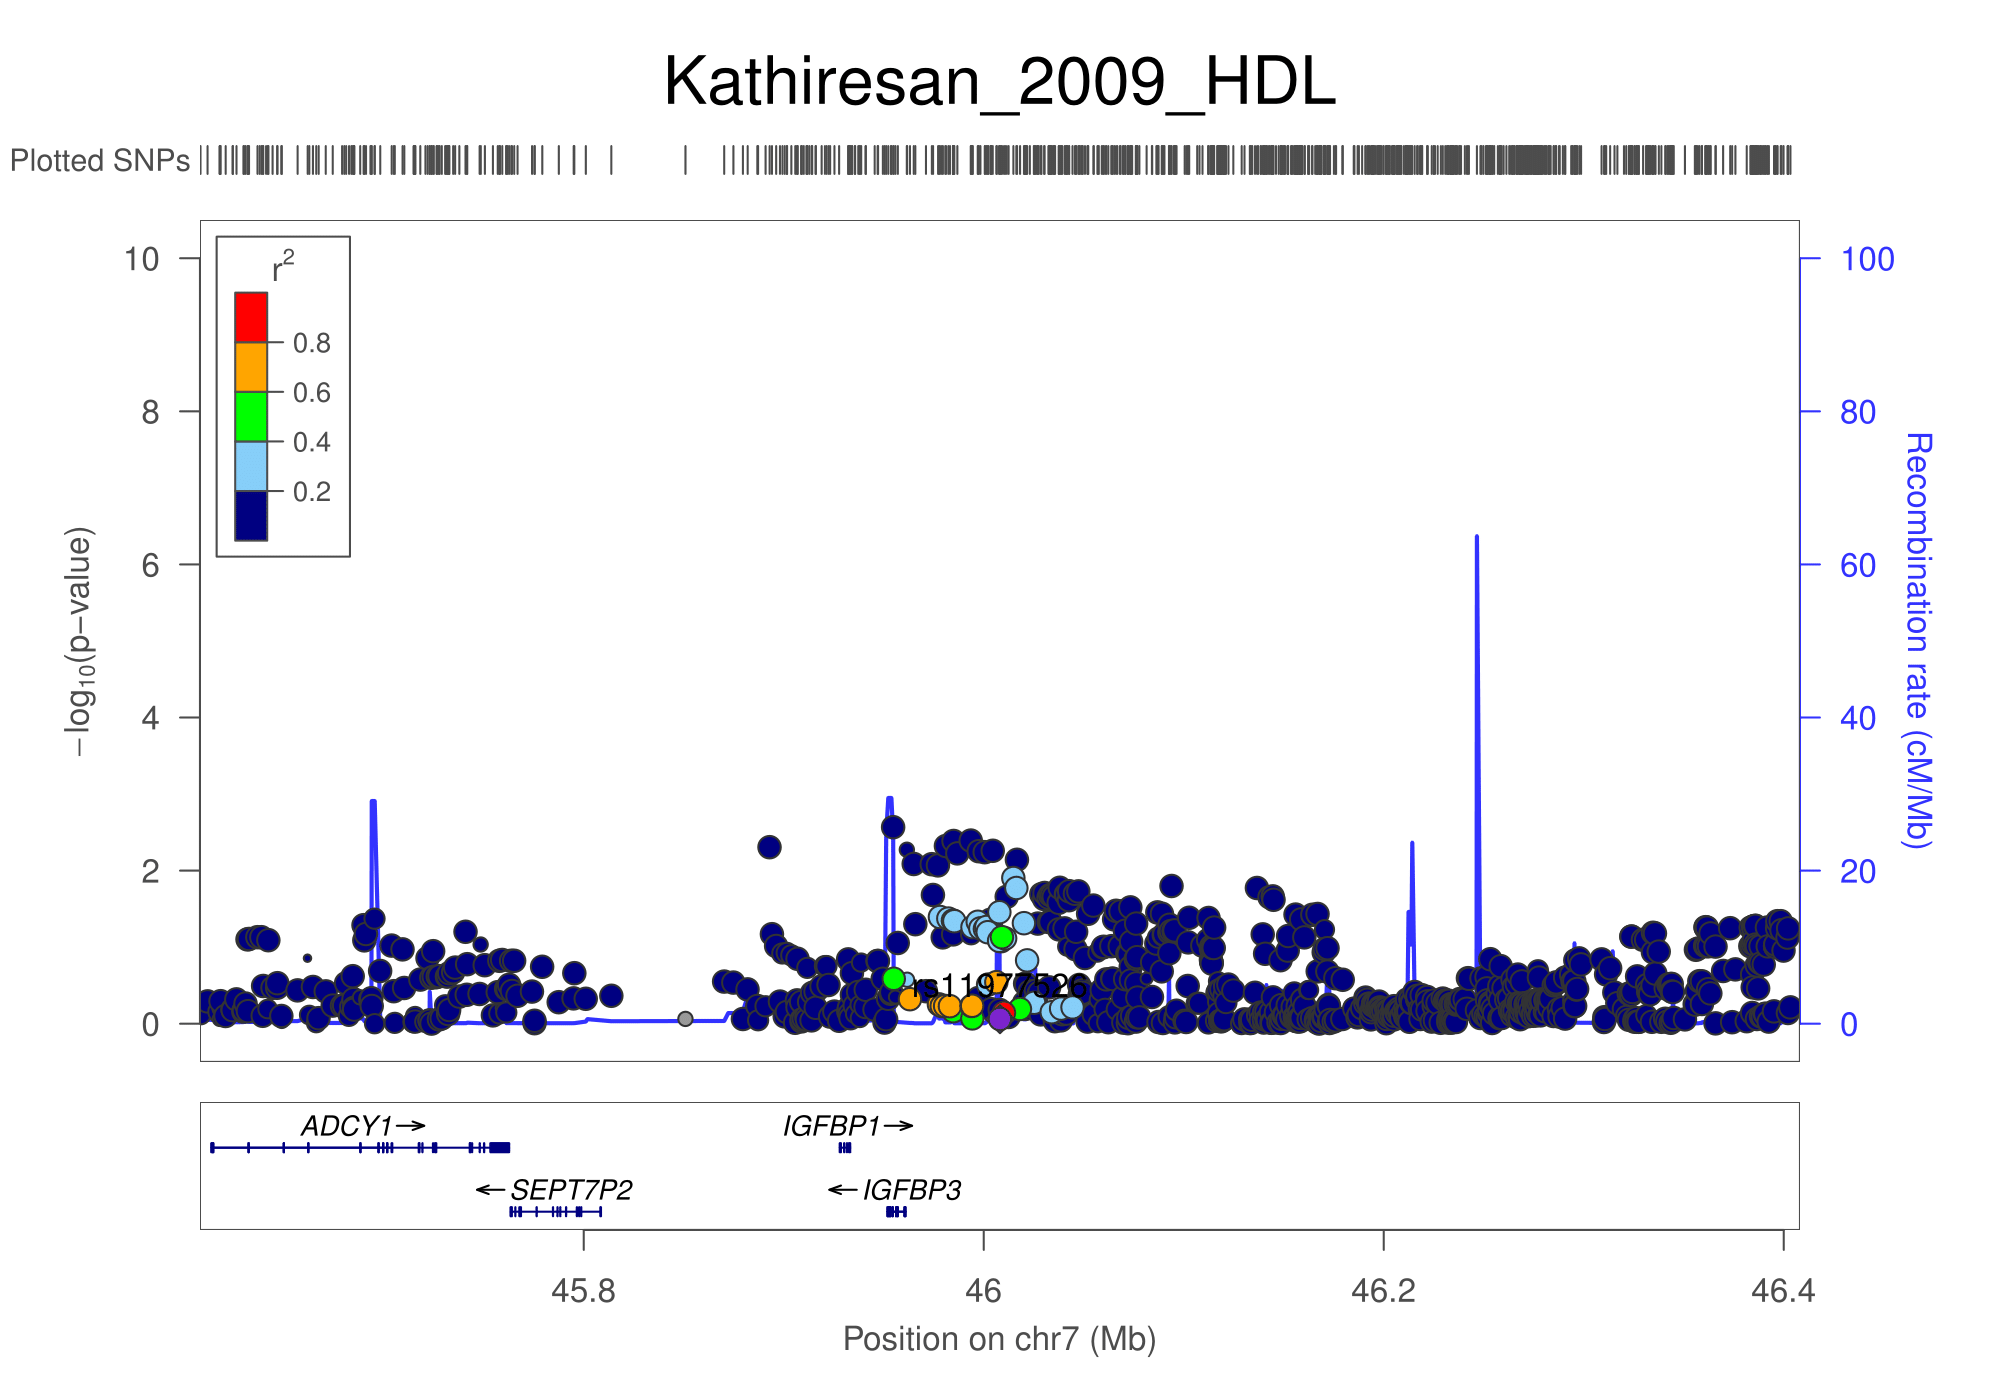 Kathiresan_2009_HDL
Plotted SNPs
r2
0.8
0.6
0.4
0.2
10
8
6
4
2
0
−log10(p−value)
100
80
60
40
20
0
Recombination rate (cM/Mb)
rs11977526
ADCY1→
IGFBP1→
←SEPT7P2
←IGFBP3
45.8
46
46.2
46.4
Position on chr7 (Mb)